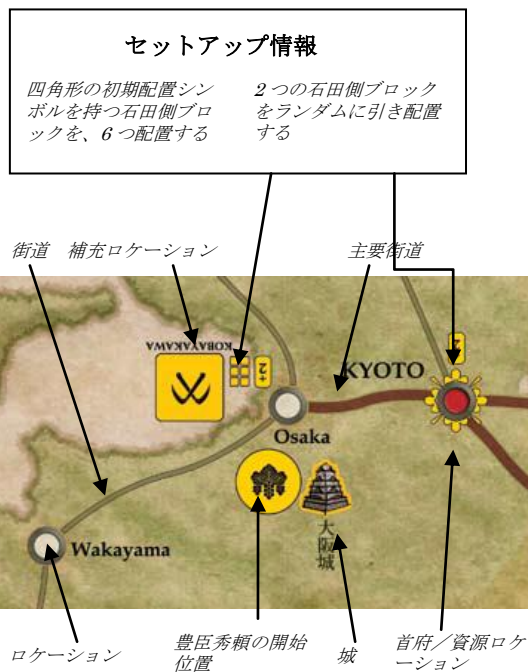 セットアップ情報
四角形の初期配置シン
ボルを持つ石田側ブロ
ックを、6 つ配置する
2 つの石田側ブロック
をランダムに引き配置
する
街道 補充ロケーション
主要街道
KOBAYAKAWA
+2
KYOTO
Osaka
大阪城
Wakayama
ロケーション
豊臣秀頼の開始
位置
城
首府／資源ロケ
ーション